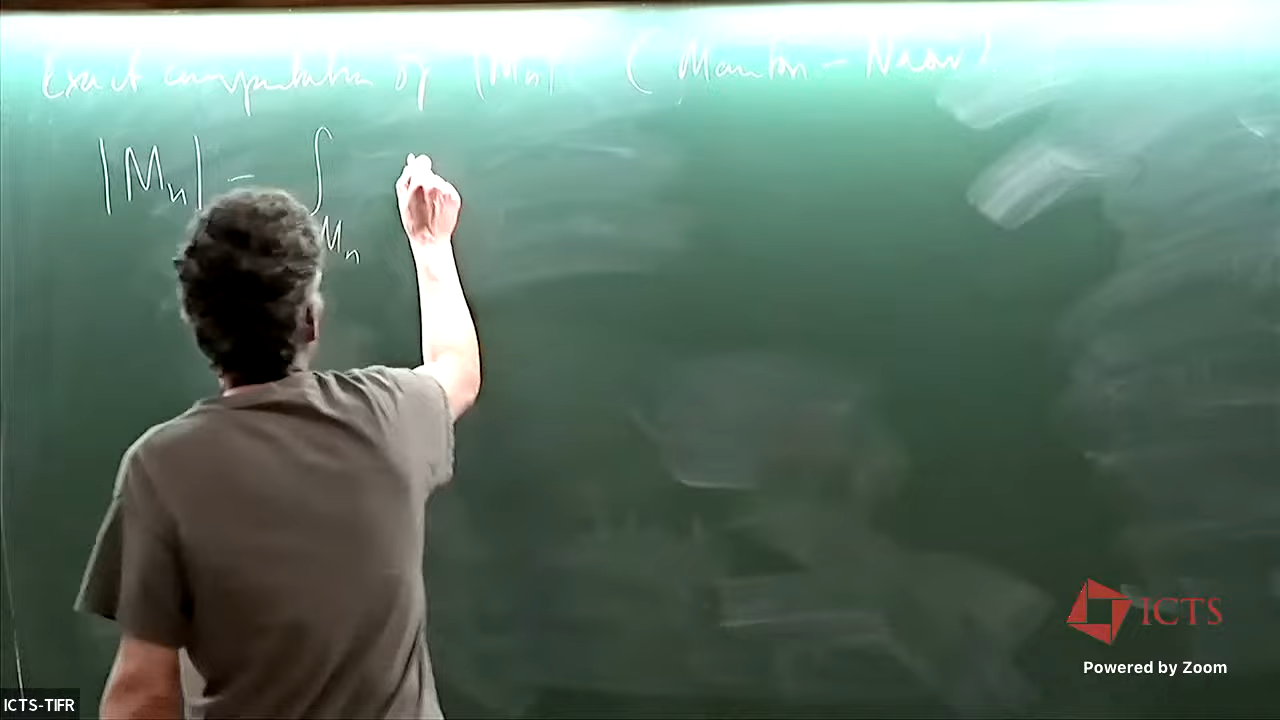 Exact computation of |Mn| (Manton - Nasir)
|Mn| = ∫Mn
ICTS
Powered by Zoom
ICTS-TIFR